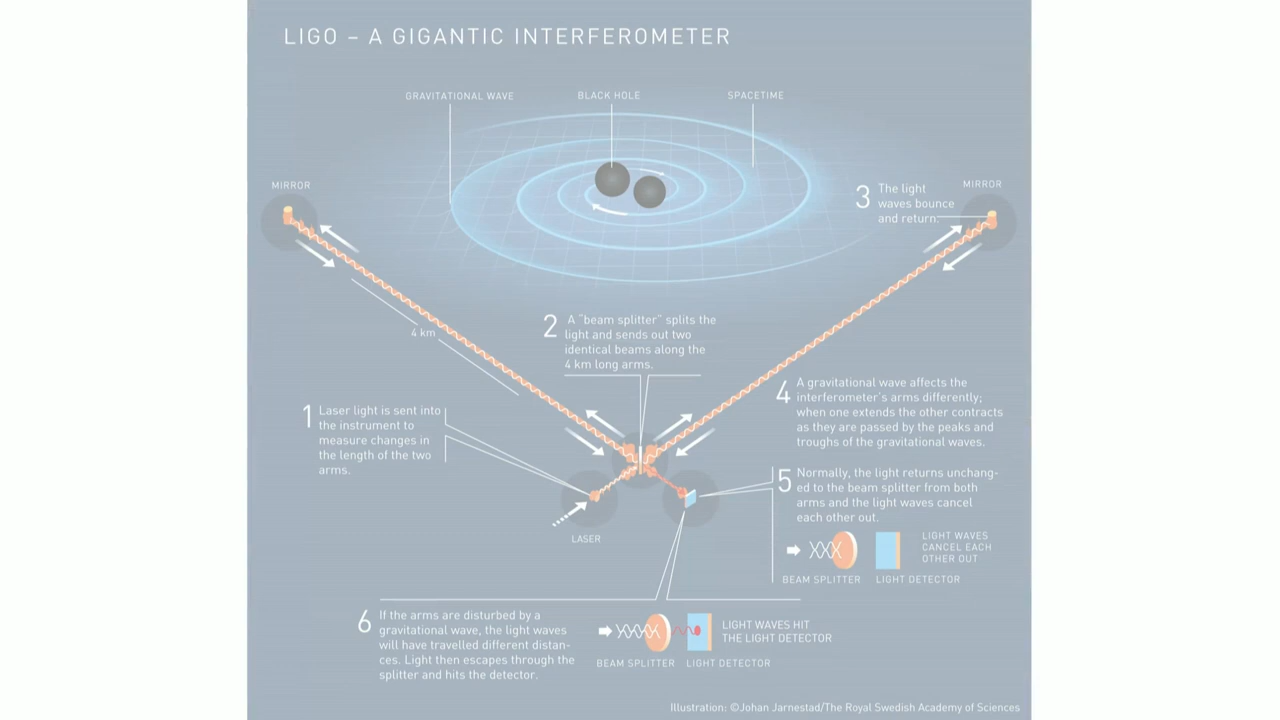 LIGO – A GIGANTIC INTERFEROMETER
GRAVITATIONAL WAVE
BLACK HOLE
SPACETIME
MIRROR
MIRROR
3
The light
waves bounce
and return.
4 km
2
A "beam splitter" splits the
light and sends out two
identical beams along the
4 km long arms.
1
Laser light is sent into
the instrument to
measure changes in
the length of the two
arms.
4
A gravitational wave affects the
interferometer's arms differently;
when one extends the other contracts
as they are passed by the peaks and
troughs of the gravitational waves.
5
Normally, the light returns unchang-
ed to the beam splitter from both
arms and the light waves cancel
each other out.
LASER
LIGHT WAVES
CANCEL EACH
OTHER OUT
BEAM SPLITTER
LIGHT DETECTOR
6
If the arms are disturbed by a
gravitational wave, the light waves
will have travelled different distan-
ces. Light then escapes through the
splitter and hits the detector.
LIGHT WAVES HIT
THE LIGHT DETECTOR
BEAM SPLITTER
LIGHT DETECTOR
Illustration: ©Johan Jarnestad/The Royal Swedish Academy of Sciences